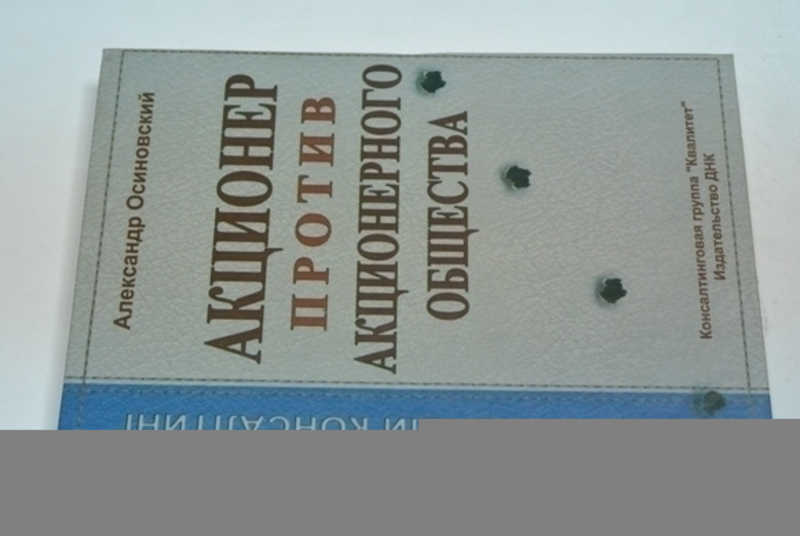 Александр Осиновский
АКЦИОНЕР
ПРОТИВ
АКЦИОНЕРНОГО
ОБЩЕСТВА
Консалтинговая группа "Квалитет"
Издательство ДНК